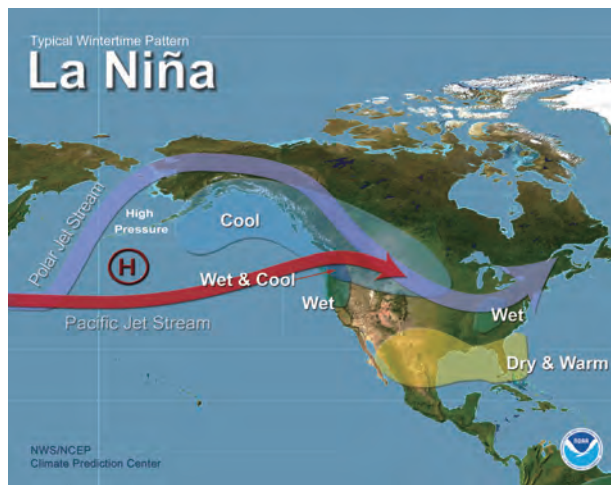 Typical Wintertime Pattern
La Niña
Polar Jet Stream
High
Pressure
H
Cool
Wet & Cool
Wet
Pacific Jet Stream
Wet
Dry & Warm
NWS/NCEP
Climate Prediction Center
NOAA